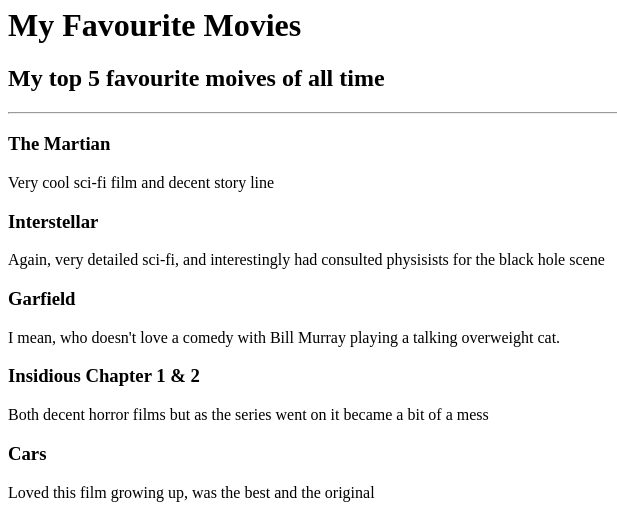 My Favourite Movies
My top 5 favourite moives of all time
The Martian
Very cool sci-fi film and decent story line
Interstellar
Again, very detailed sci-fi, and interestingly had consulted physisists for the black hole scene
Garfield
I mean, who doesn't love a comedy with Bill Murray playing a talking overweight cat.
Insidious Chapter 1 & 2
Both decent horror films but as the series went on it became a bit of a mess
Cars
Loved this film growing up, was the best and the original